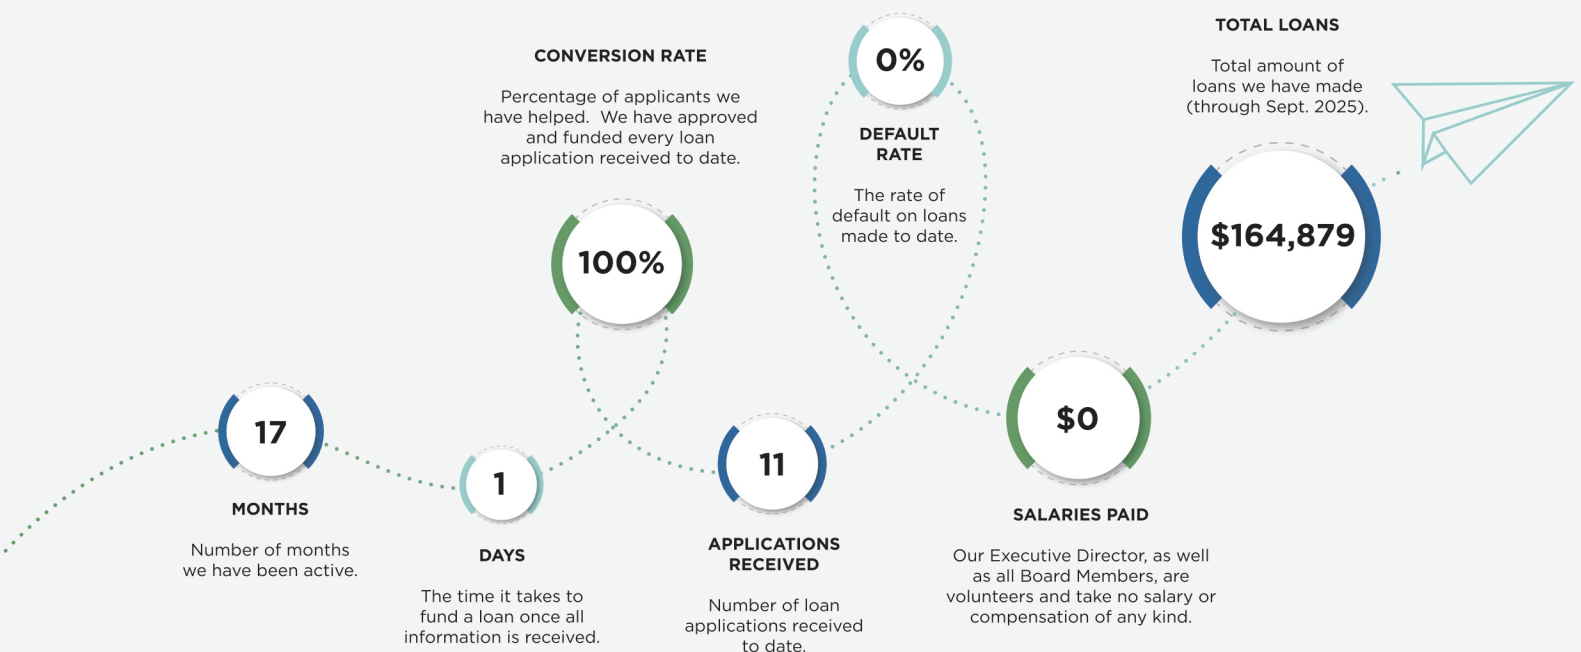 17
MONTHS
Number of months
we have been active.
1
DAYS
The time it takes to
fund a loan once all
information is received.
CONVERSION RATE
Percentage of applicants we
have helped.  We have approved
and funded every loan
application received to date.
100%
11
APPLICATIONS
RECEIVED
Number of loan
applications received
to date.
0%
DEFAULT
RATE
The rate of
default on loans
made to date.
$0
SALARIES PAID
Our Executive Director, as well
as all Board Members, are
volunteers and take no salary or
compensation of any kind.
TOTAL LOANS
Total amount of
loans we have made
(through Sept. 2025).
$164,879